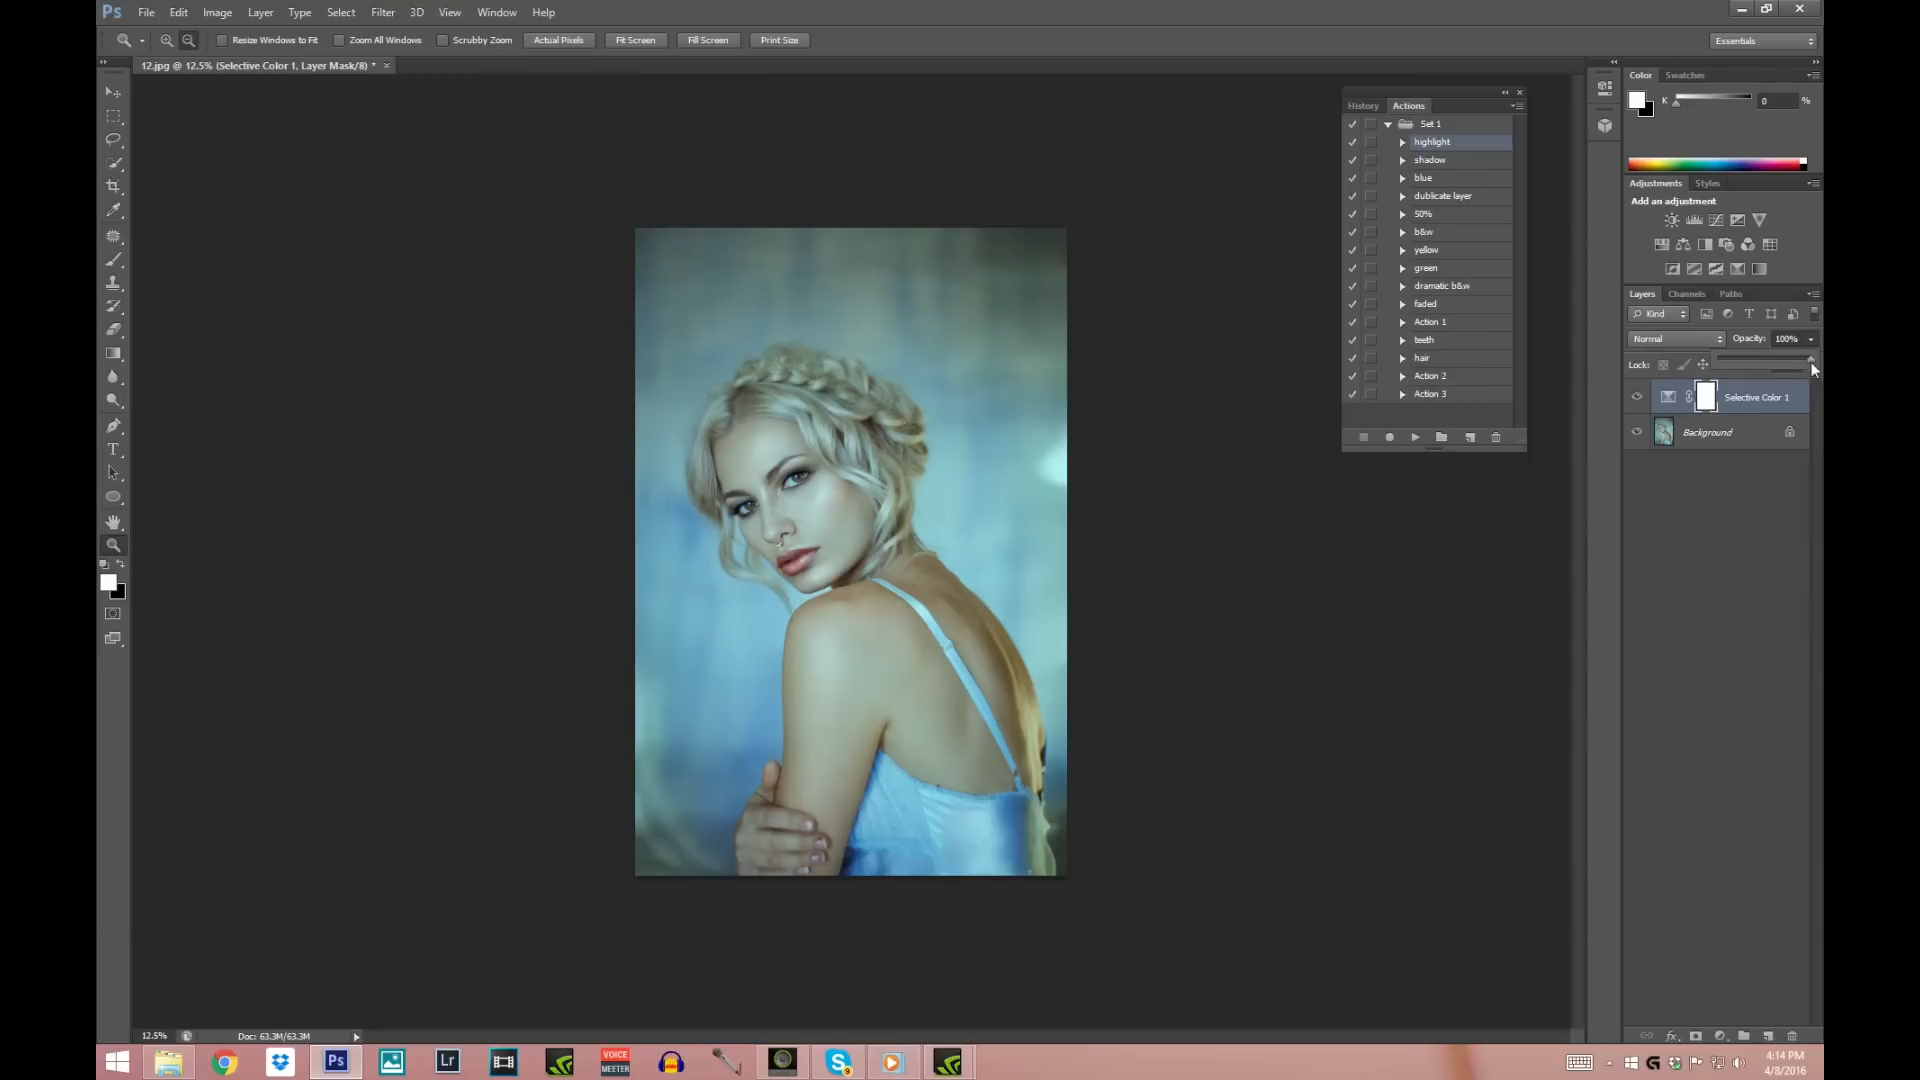 Ps File Edit Image Layer Type Select Filter 3D View Window Help
Resize Windows to Fit Zoom All Windows Scrubby Zoom Actual Pixels Fit Screen Fill Screen Print Size Essentials
12.jpg @ 12.5% (Selective Color 1, Layer Mask/8) * ×
Color Swatches
K 0 %
History Actions
Set 1
highlight
shadow
blue
dublicate layer
50%
b&w
yellow
green
dramatic b&w
faded
Action 1
teeth
hair
Action 2
Action 3
Adjustments Styles
Add an adjustment
Layers Channels Paths
Kind
Normal Opacity: 100%
Lock:
Selective Color 1
Background
12.5% Doc: 63.3M/63.3M
Ps Lr VOICE MEETER S 9
4:14 PM
4/8/2016